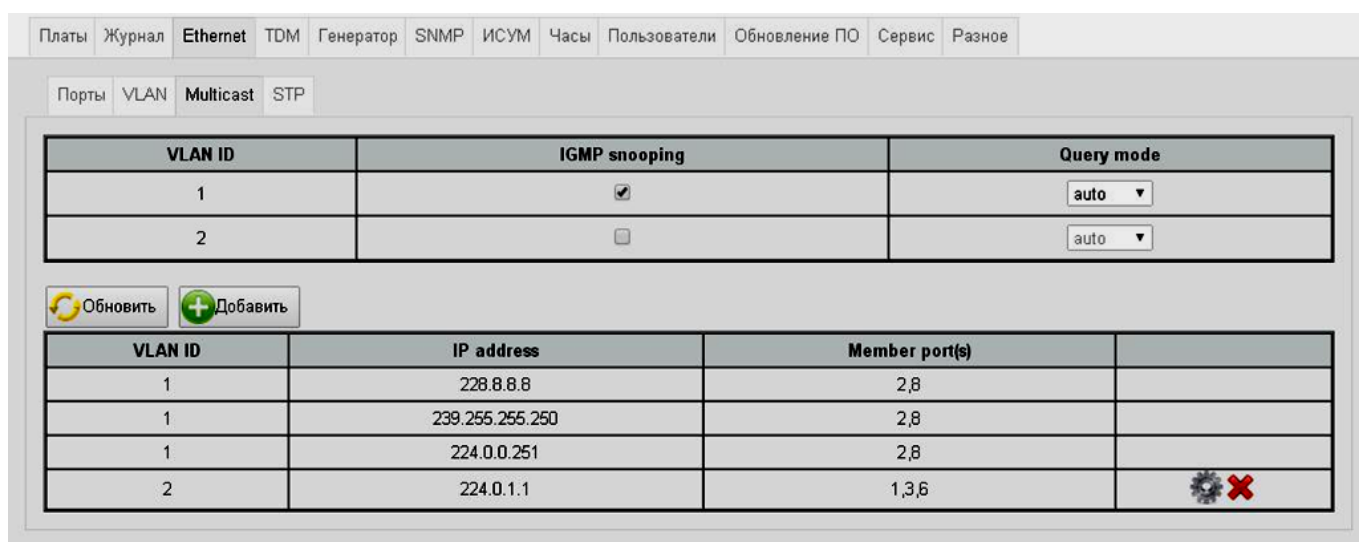 Платы Журнал Ethernet TDM Генератор SNMP ИСУМ Часы Пользователи Обновление ПО Сервис Разное
Порты VLAN Multicast STP
VLAN ID IGMP snooping Query mode
1 auto
2 auto
Обновить Добавить
VLAN ID IP address Member port(s)
1 228.8.8.8 2,8
1 239.255.255.250 2,8
1 224.0.0.251 2,8
2 224.0.1.1 1,3,6